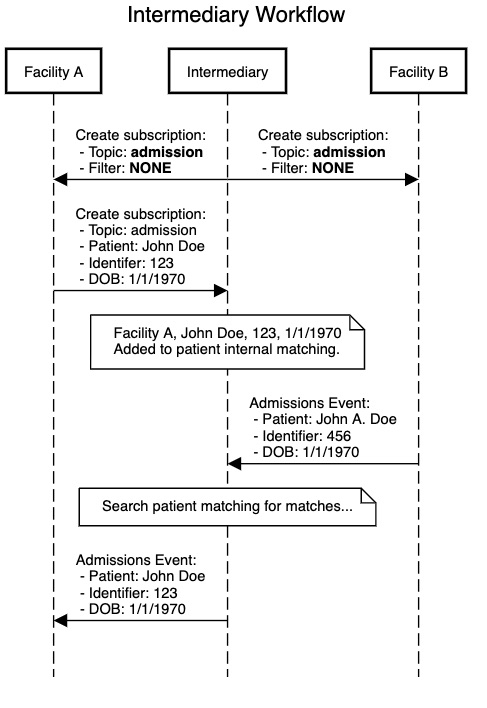 Intermediary Workflow
Facility A
Intermediary
Facility B
Create subscription:
- Topic: admission
- Filter: NONE
Create subscription:
- Topic: admission
- Filter: NONE
Create subscription:
- Topic: admission
- Patient: John Doe
- Identifer: 123
- DOB: 1/1/1970
Facility A, John Doe, 123, 1/1/1970
Added to patient internal matching.
Admissions Event:
- Patient: John A. Doe
- Identifier: 456
- DOB: 1/1/1970
Search patient matching for matches...
Admissions Event:
- Patient: John Doe
- Identifier: 123
- DOB: 1/1/1970